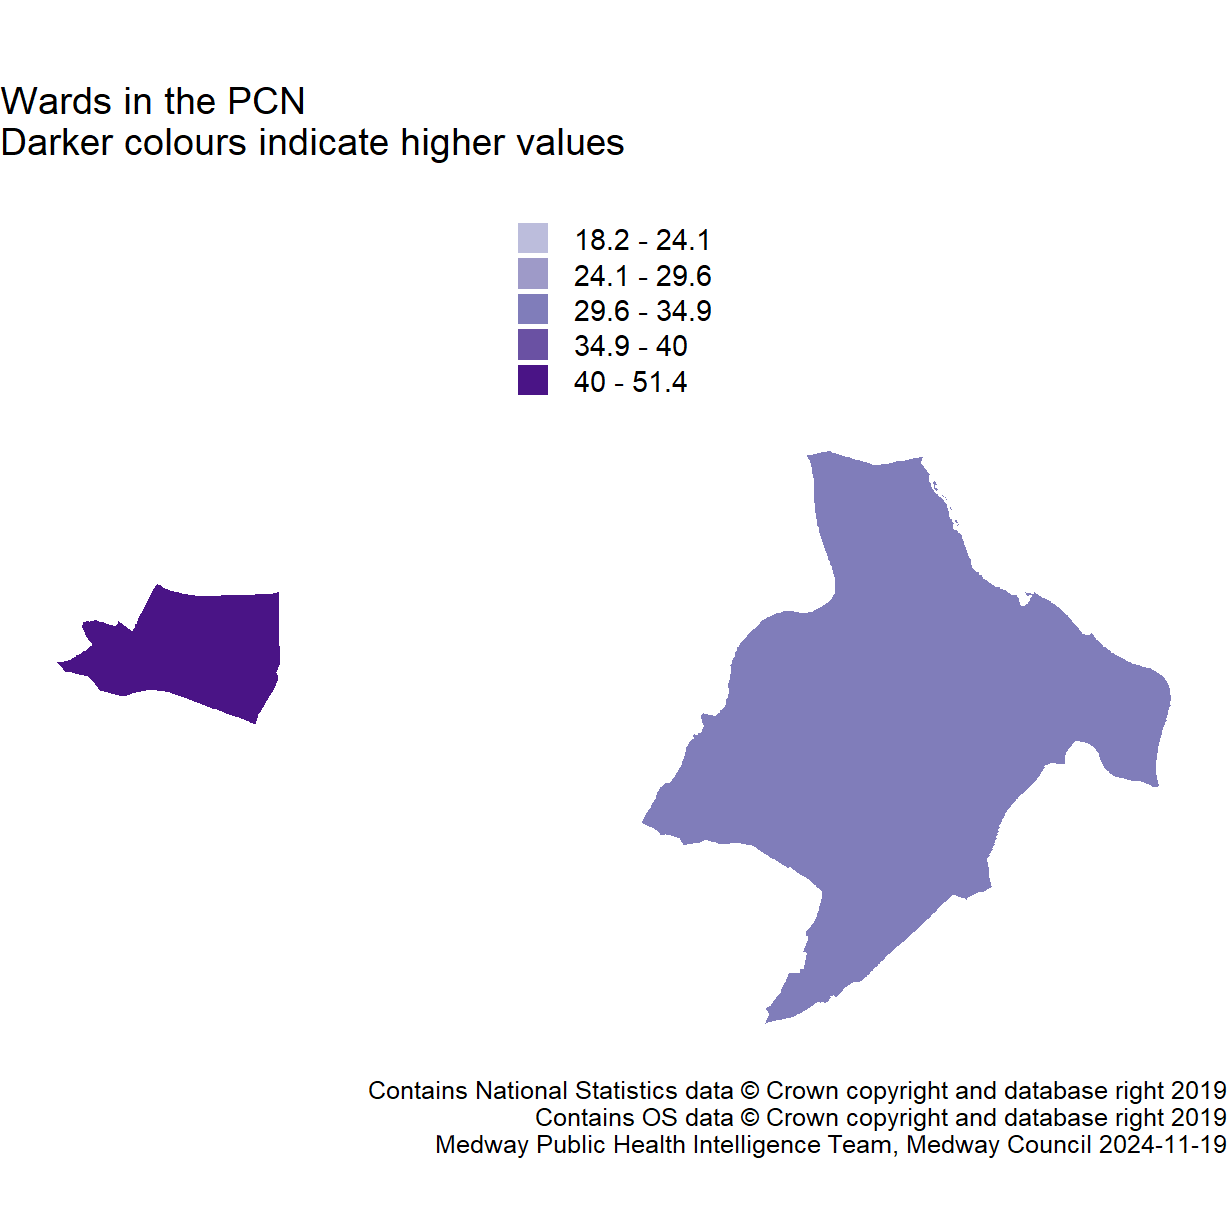 Wards in the PCN
Darker colours indicate higher values
18.2 - 24.1
24.1 - 29.6
29.6 - 34.9
34.9 - 40
40 - 51.4
Contains National Statistics data © Crown copyright and database right 2019
Contains OS data © Crown copyright and database right 2019
Medway Public Health Intelligence Team, Medway Council 2024-11-19